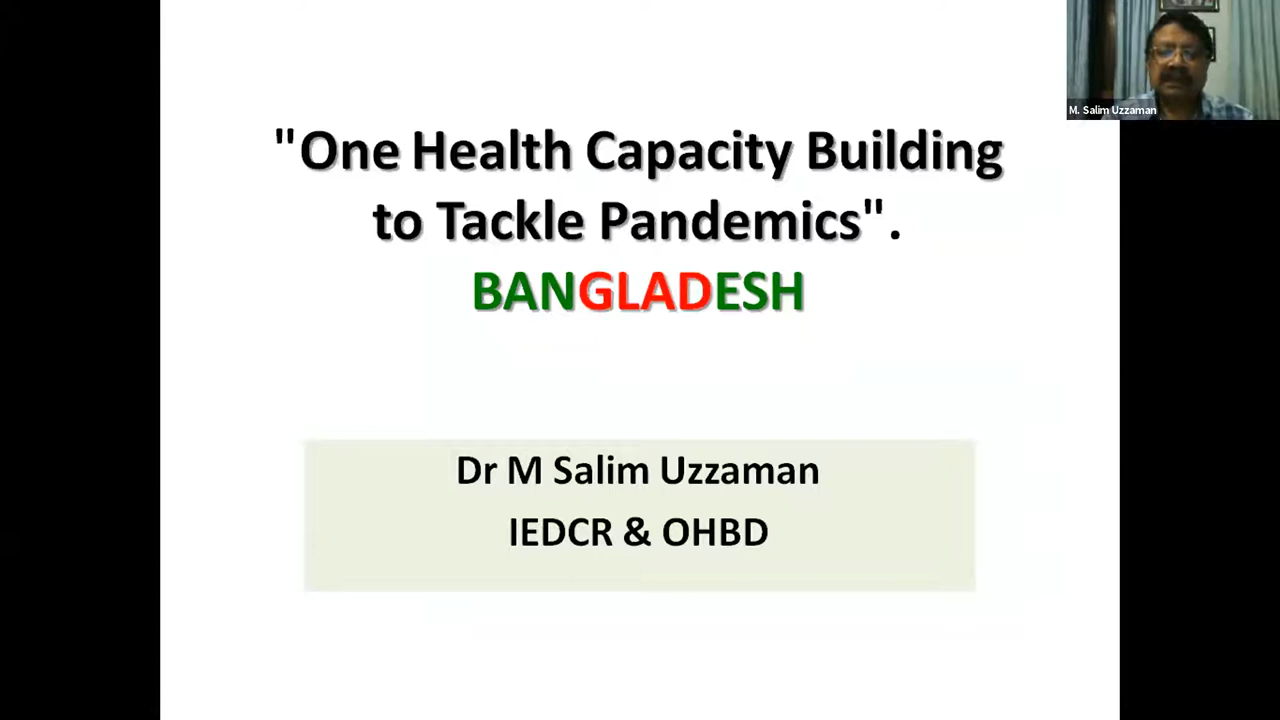 "One Health Capacity Building
to Tackle Pandemics".
BANGLADESH
Dr M Salim Uzzaman
IEDCR & OHBD
M. Salim Uzzaman